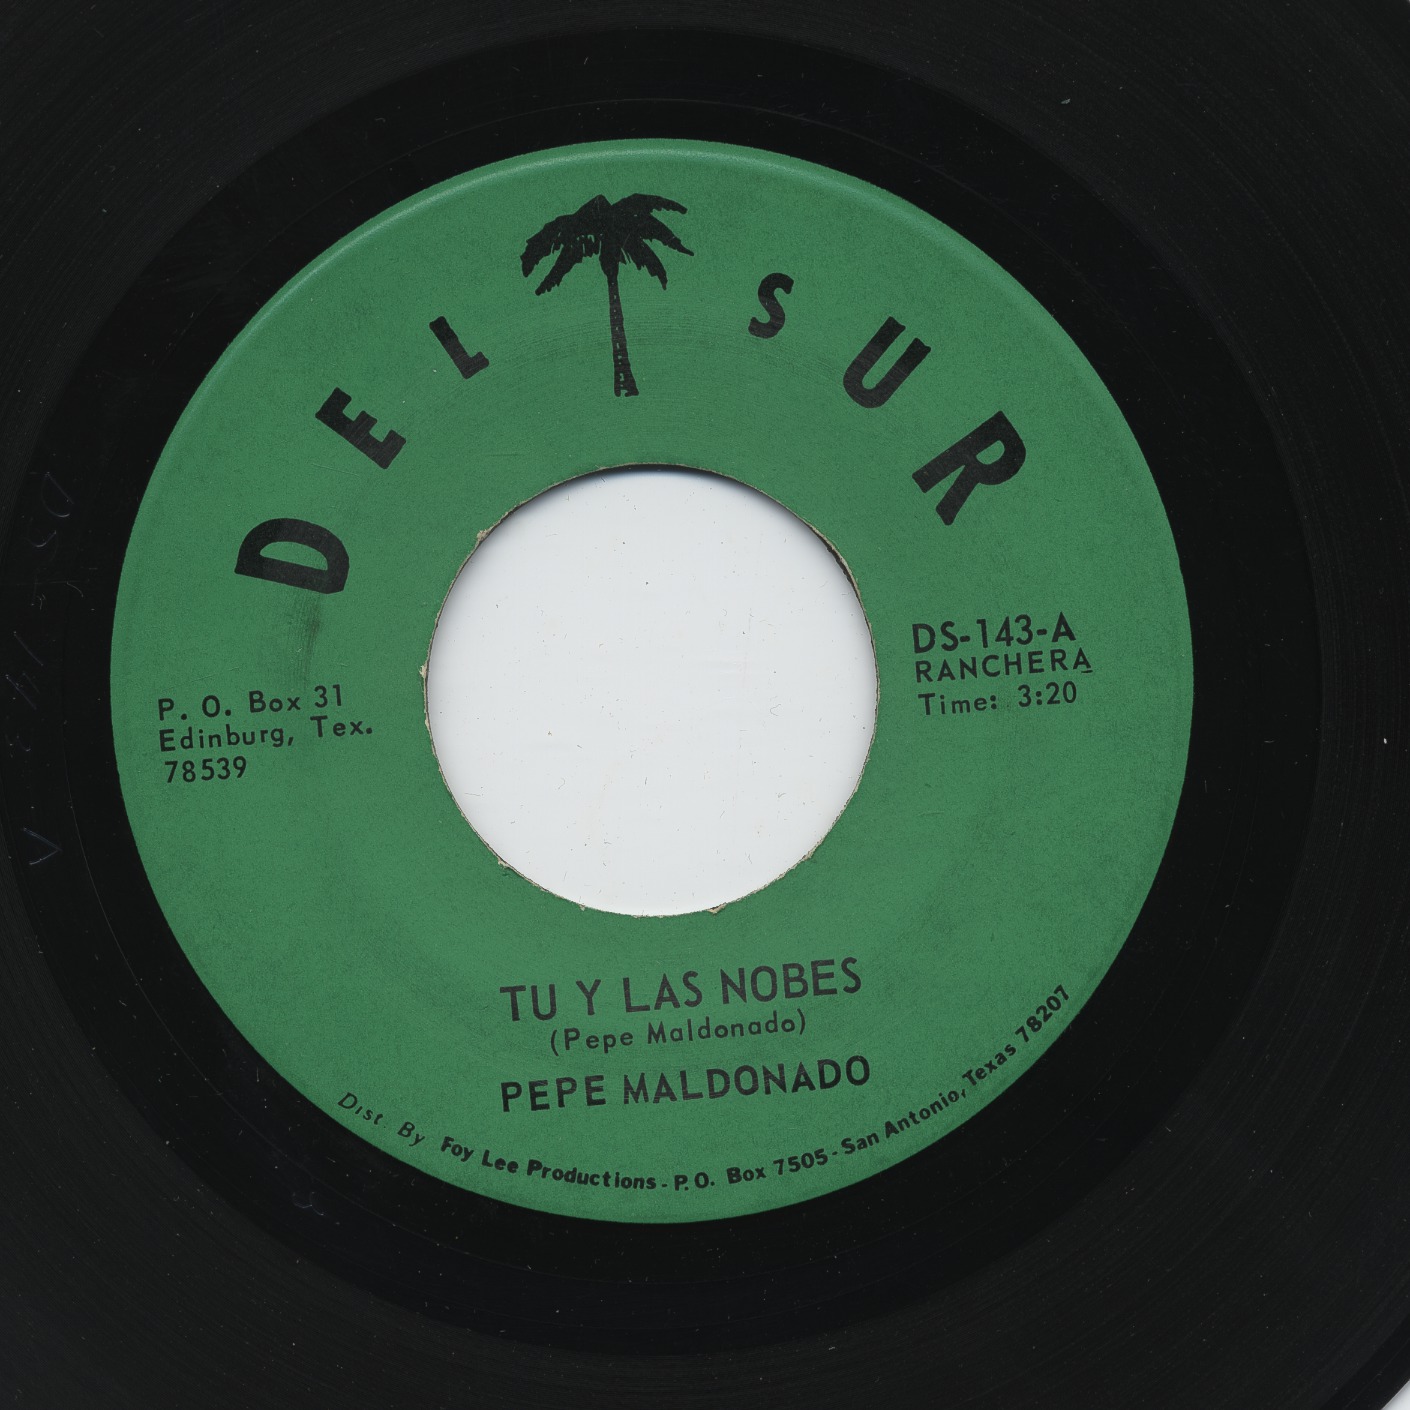 DEL SUR
P. O. Box 31
Edinburg, Tex.
78539
DS-143-A
RANCHERA
Time: 3:20
TU Y LAS NOBES
(Pepe Maldonado)
PEPE MALDONADO
Dist. By Foy Lee Productions - P.O. Box 7505 - San Antonio, Texas 78207